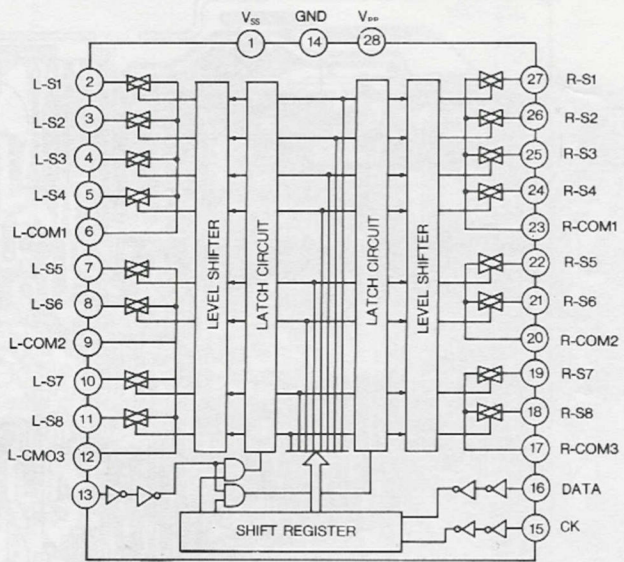 V_SS GND V_DD
1 14 28
L-S1 2 27 R-S1
L-S2 3 26 R-S2
L-S3 4 25 R-S3
L-S4 5 24 R-S4
L-COM1 6 23 R-COM1
L-S5 7 22 R-S5
L-S6 8 21 R-S6
L-COM2 9 20 R-COM2
L-S7 10 19 R-S7
L-S8 11 18 R-S8
L-CMO3 12 17 R-COM3
13 16 DATA
15 CK
LEVEL SHIFTER
LATCH CIRCUIT
LATCH CIRCUIT
LEVEL SHIFTER
SHIFT REGISTER